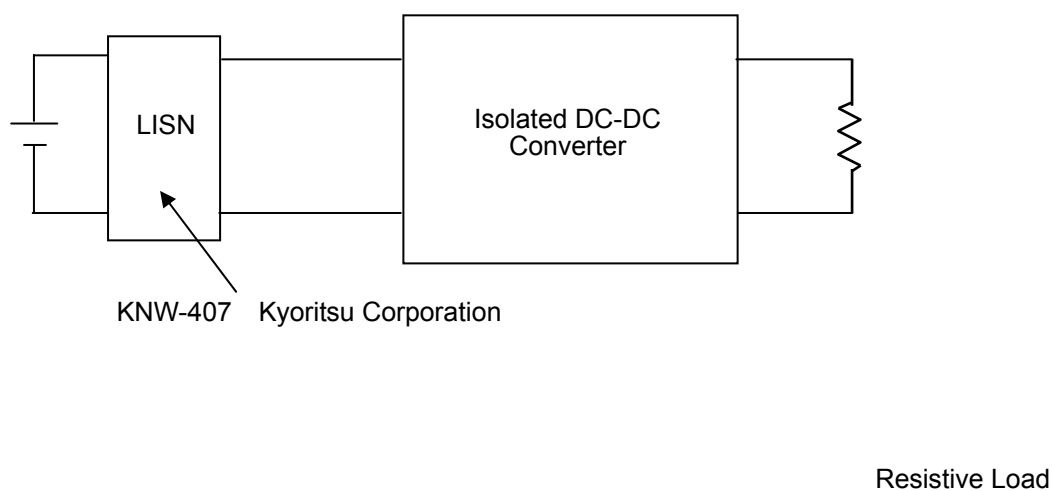 LISN
Isolated DC-DC
Converter
KNW-407 Kyoritsu Corporation
Resistive Load